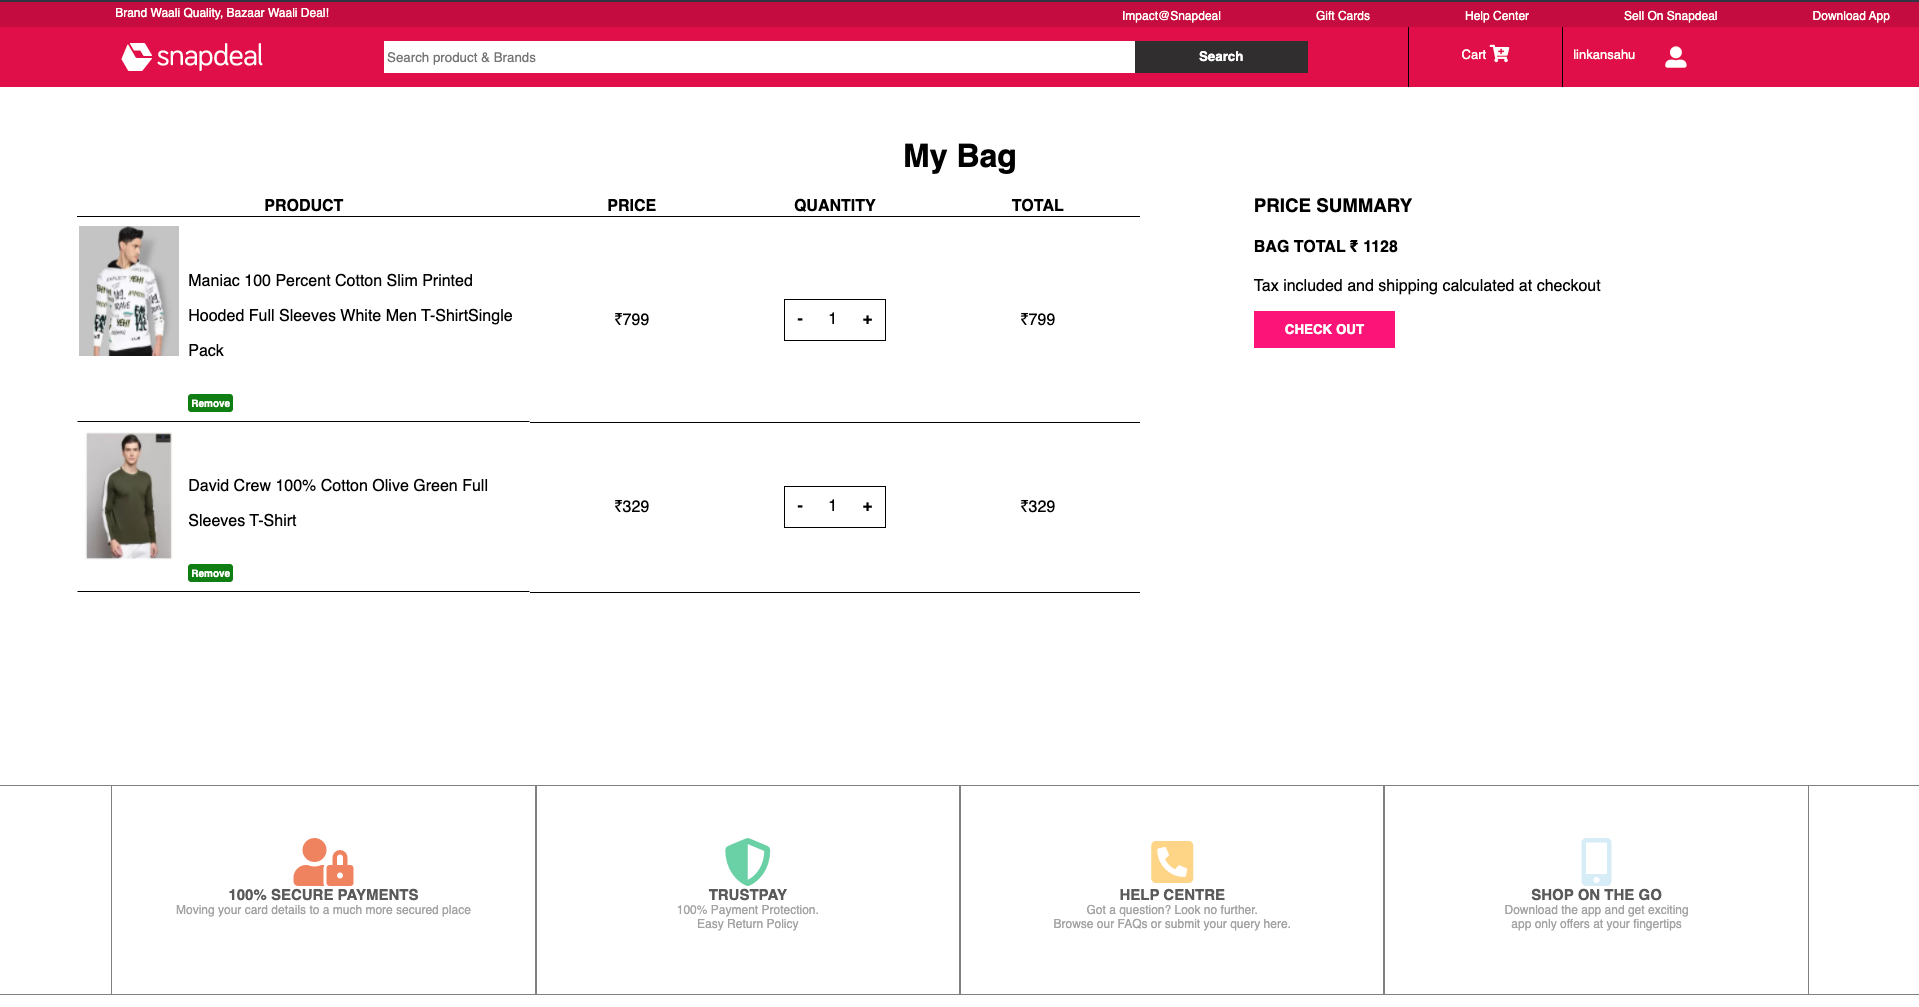 Brand Waali Quality, Bazaar Waali Deal!
Impact@Snapdeal
Gift Cards
Help Center
Sell On Snapdeal
Download App
snapdeal
Search product & Brands
Search
Cart
linkansahu
My Bag
PRODUCT
PRICE
QUANTITY
TOTAL
Maniac 100 Percent Cotton Slim Printed
Hooded Full Sleeves White Men T-ShirtSingle
Pack
₹799
- 1 +
₹799
Remove
David Crew 100% Cotton Olive Green Full
Sleeves T-Shirt
₹329
- 1 +
₹329
Remove
PRICE SUMMARY
BAG TOTAL ₹ 1128
Tax included and shipping calculated at checkout
CHECK OUT
100% SECURE PAYMENTS
Moving your card details to a much more secured place
TRUSTPAY
100% Payment Protection.
Easy Return Policy
HELP CENTRE
Got a question? Look no further.
Browse our FAQs or submit your query here.
SHOP ON THE GO
Download the app and get exciting
app only offers at your fingertips